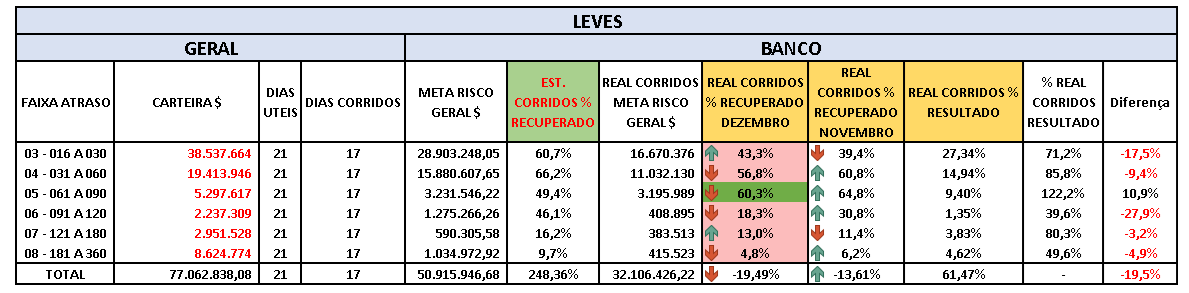 LEVES
GERAL BANCO
FAIXA ATRASO CARTEIRA $ DIAS UTEIS DIAS CORRIDOS META RISCO GERAL $ EST. CORRIDOS % RECUPERADO REAL CORRIDOS META RISCO GERAL $ REAL CORRIDOS % RECUPERADO DEZEMBRO REAL CORRIDOS % RECUPERADO NOVEMBRO REAL CORRIDOS % RESULTADO % REAL CORRIDOS RESULTADO Diferença
03 - 016 A 030 38.537.664 21 17 28.903.248,05 60,7% 16.670.376 43,3% 39,4% 27,34% 71,2% -17,5%
04 - 031 A 060 19.413.946 21 17 15.880.607,65 66,2% 11.032.130 56,8% 60,8% 14,94% 85,8% -9,4%
05 - 061 A 090 5.297.617 21 17 3.231.546,22 49,4% 3.195.989 60,3% 64,8% 9,40% 122,2% 10,9%
06 - 091 A 120 2.237.309 21 17 1.275.266,26 46,1% 408.895 18,3% 30,8% 1,35% 39,6% -27,9%
07 - 121 A 180 2.951.528 21 17 590.305,58 16,2% 383.513 13,0% 11,4% 3,83% 80,3% -3,2%
08 - 181 A 360 8.624.774 21 17 1.034.972,92 9,7% 415.523 4,8% 6,2% 4,62% 49,6% -4,9%
TOTAL 77.062.838,08 21 17 50.915.946,68 248,36% 32.106.426,22 -19,49% -13,61% 61,47% - -19,5%